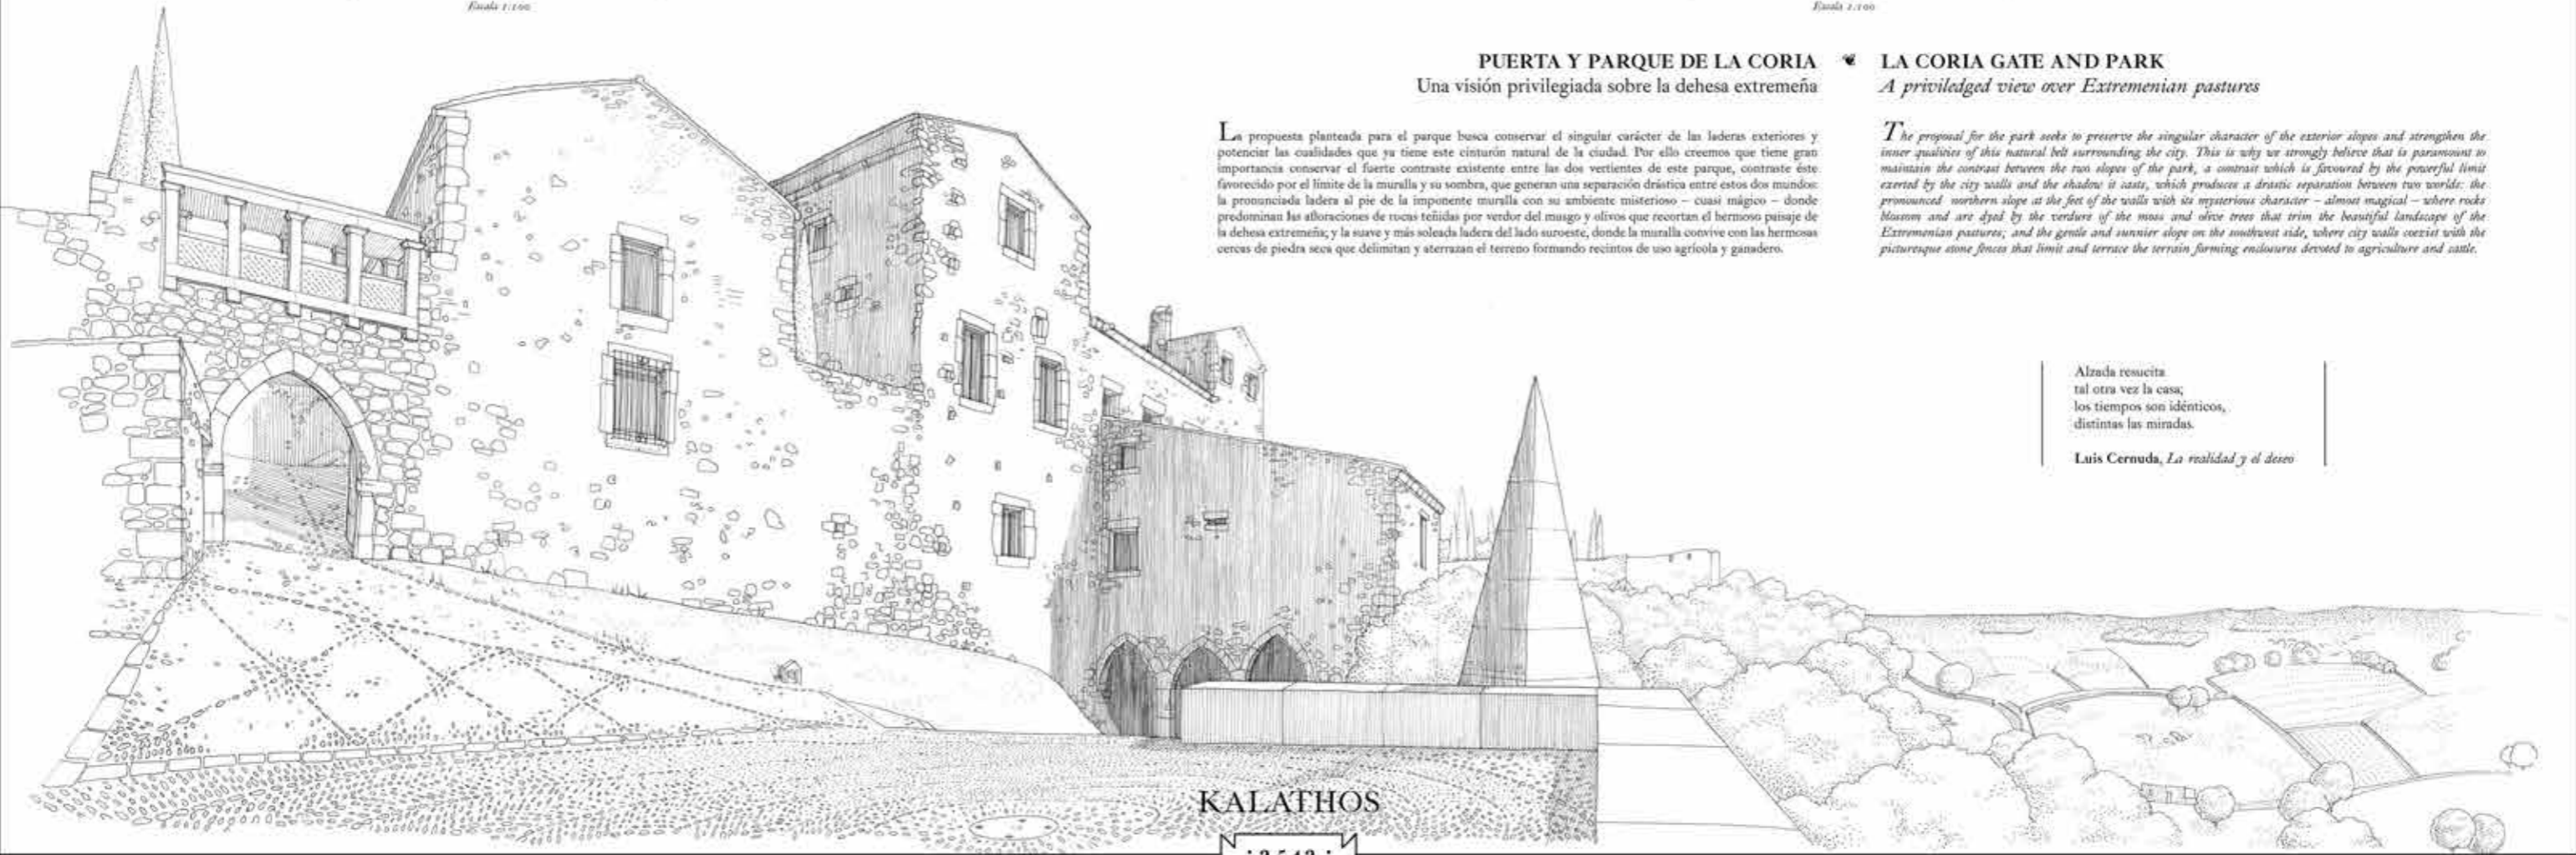 Escala 1:100
Escala 1:100
PUERTA Y PARQUE DE LA CORIA
Una visión privilegiada sobre la dehesa extremeña
La propuesta planteada para el parque busca conservar el singular carácter de las laderas exteriores y
potenciar las cualidades que ya tiene este cinturón natural de la ciudad. Por ello creemos que tiene gran
importancia conservar el fuerte contraste existente entre las dos vertientes de este parque, contraste éste
favorecido por el límite de la muralla y su sombra, que generan una separación drástica entre estos dos mundos:
la pronunciada ladera al pie de la imponente muralla con su ambiente misterioso – cuasi mágico – donde
predominan las afloraciones de rocas teñidas por verdor del musgo y olivos que recortan el hermoso paisaje de
la dehesa extremeña; y la suave y más soleada ladera del lado suroeste, donde la muralla convive con las hermosas
cercas de piedra seca que delimitan y aterrazan el terreno formando recintos de uso agrícola y ganadero.
LA CORIA GATE AND PARK
A priviledged view over Extremenian pastures
The proposal for the park seeks to preserve the singular character of the exterior slopes and strengthen the
inner qualities of this natural belt surrounding the city. This is why we strongly believe that is paramount to
maintain the contrast between the two slopes of the park, a contrast which is favoured by the powerful limit
exerted by the city walls and the shadow it casts, which produces a drastic separation between two worlds: the
pronounced northern slope at the feet of the walls with its mysterious character – almost magical – where rocks
blossom and are dyed by the verdure of the moss and olive trees that trim the beautiful landscape of the
Extremenian pastures; and the gentle and sunnier slope on the southwest side, where city walls coexist with the
picturesque stone fences that limit and terrace the terrain forming enclosures devoted to agriculture and cattle.
Alzada resucita
tal otra vez la casa;
los tiempos son idénticos,
distintas las miradas.
Luis Cernuda, La realidad y el deseo
KALATHOS